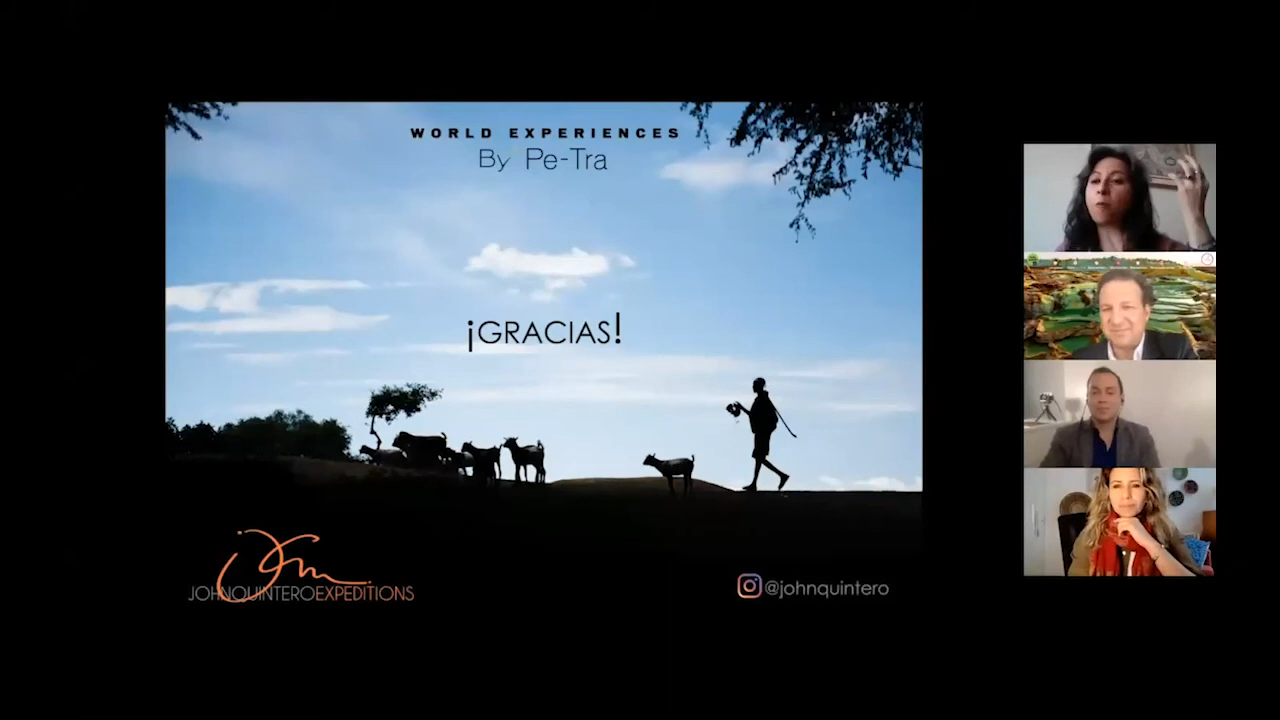 WORLD EXPERIENCES
By Pe-Tra
¡GRACIAS!
JOHNQUINTEROEXPEDITIONS
@johnquintero